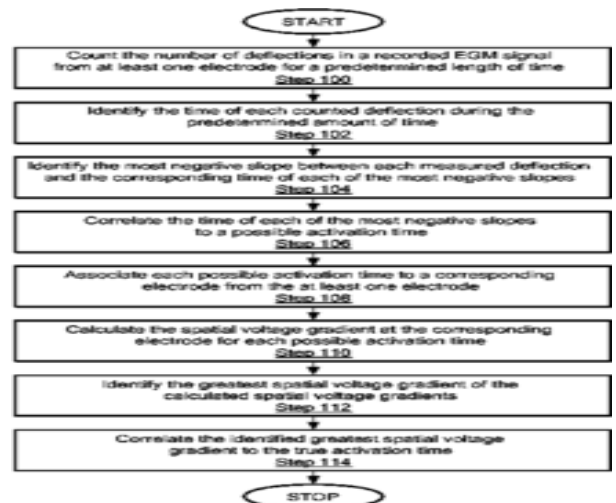 START
Count the number of deflections in a recorded EGM signal
from at least one electrode for a predetermined length of time
Step 100
Identify the time of each counted deflection during the
predetermined amount of time
Step 102
Identify the most negative slope between each measured deflection
and the corresponding time of each of the most negative slopes
Step 104
Correlate the time of each of the most negative slopes
to a possible activation time
Step 106
Associate each possible activation time to a corresponding
electrode from the at least one electrode
Step 108
Calculate the spatial voltage gradient at the corresponding
electrode for each possible activation time
Step 110
Identify the greatest spatial voltage gradient of the
calculated spatial voltage gradients
Step 112
Correlate the identified greatest spatial voltage
gradient to the true activation time
Step 114
STOP